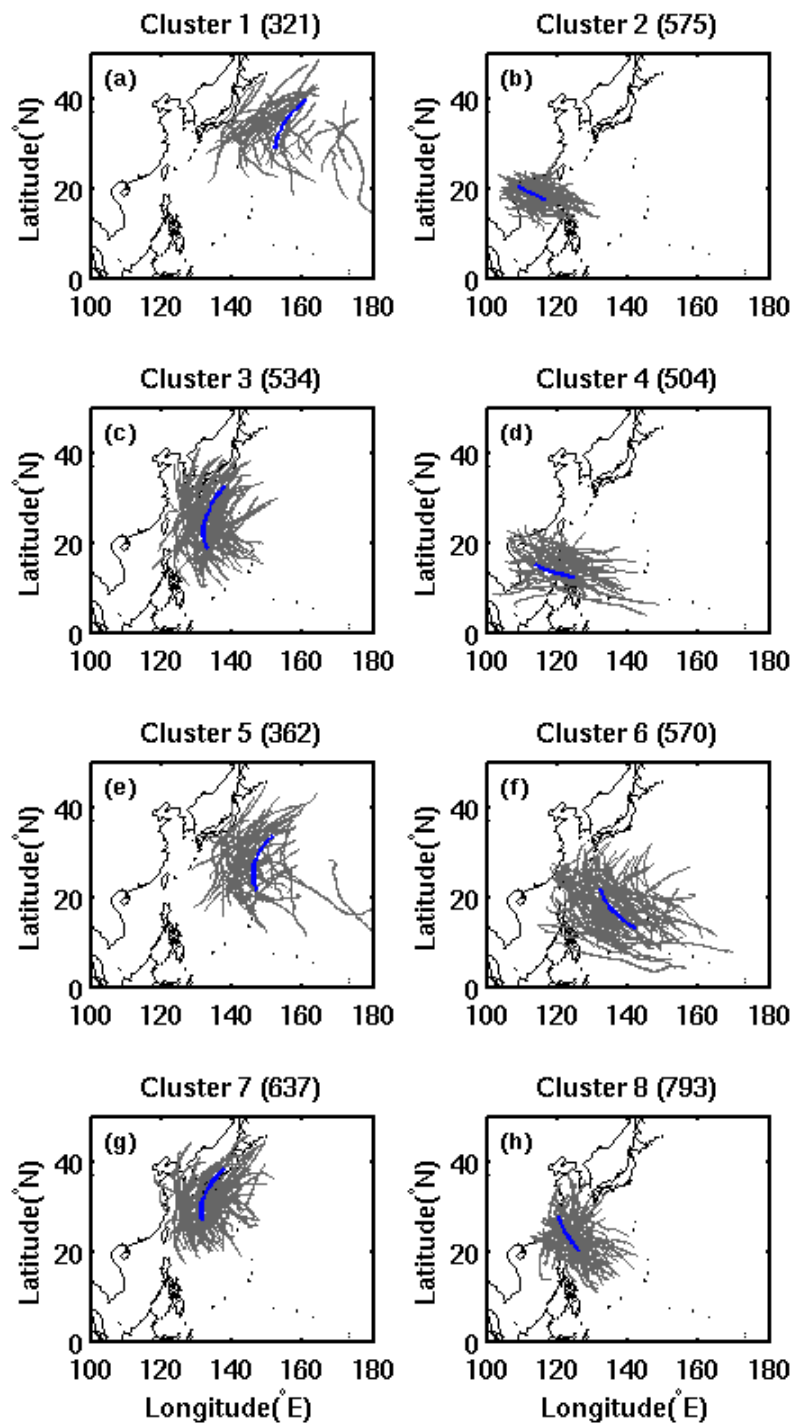 Cluster 1 (321)
(a)
Latitude(°N)
40
20
0
100 120 140 160 180
Cluster 2 (575)
(b)
Latitude(°N)
40
20
0
100 120 140 160 180
Cluster 3 (534)
(c)
Latitude(°N)
40
20
0
100 120 140 160 180
Cluster 4 (504)
(d)
Latitude(°N)
40
20
0
100 120 140 160 180
Cluster 5 (362)
(e)
Latitude(°N)
40
20
0
100 120 140 160 180
Cluster 6 (570)
(f)
Latitude(°N)
40
20
0
100 120 140 160 180
Cluster 7 (637)
(g)
Latitude(°N)
40
20
0
100 120 140 160 180
Longitude(°E)
Cluster 8 (793)
(h)
Latitude(°N)
40
20
0
100 120 140 160 180
Longitude(°E)